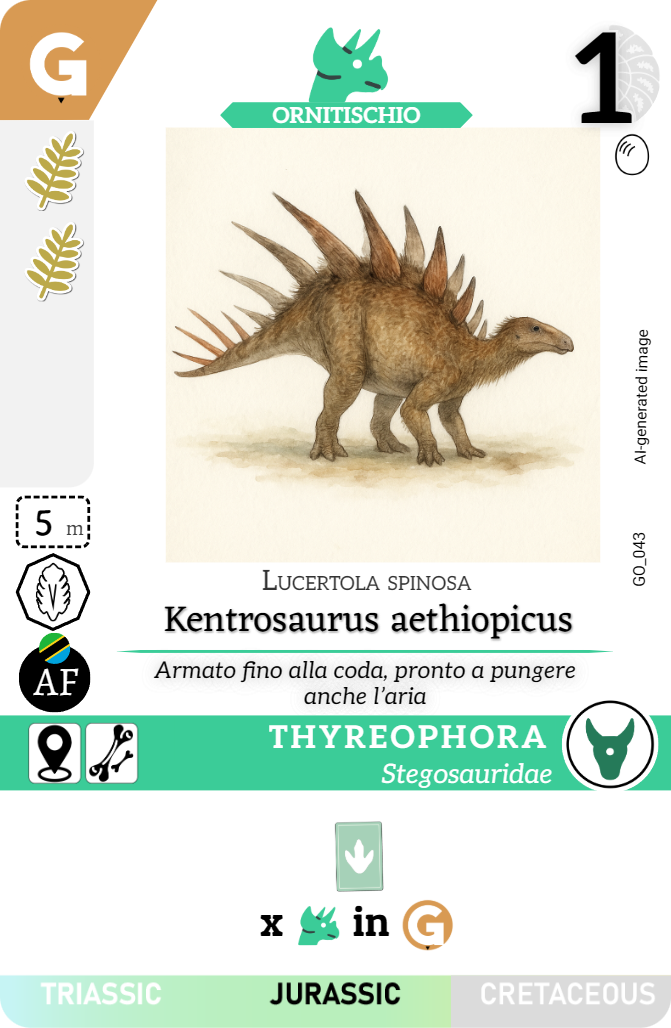 G
1
ORNITISCHIO
AI-generated image
GO_043
5 m
AF
Lucertola spinosa
Kentrosaurus aethiopicus
Armato fino alla coda, pronto a pungere
anche l'aria
THYREOPHORA
Stegosauridae
x in G
TRIASSIC JURASSIC CRETACEOUS